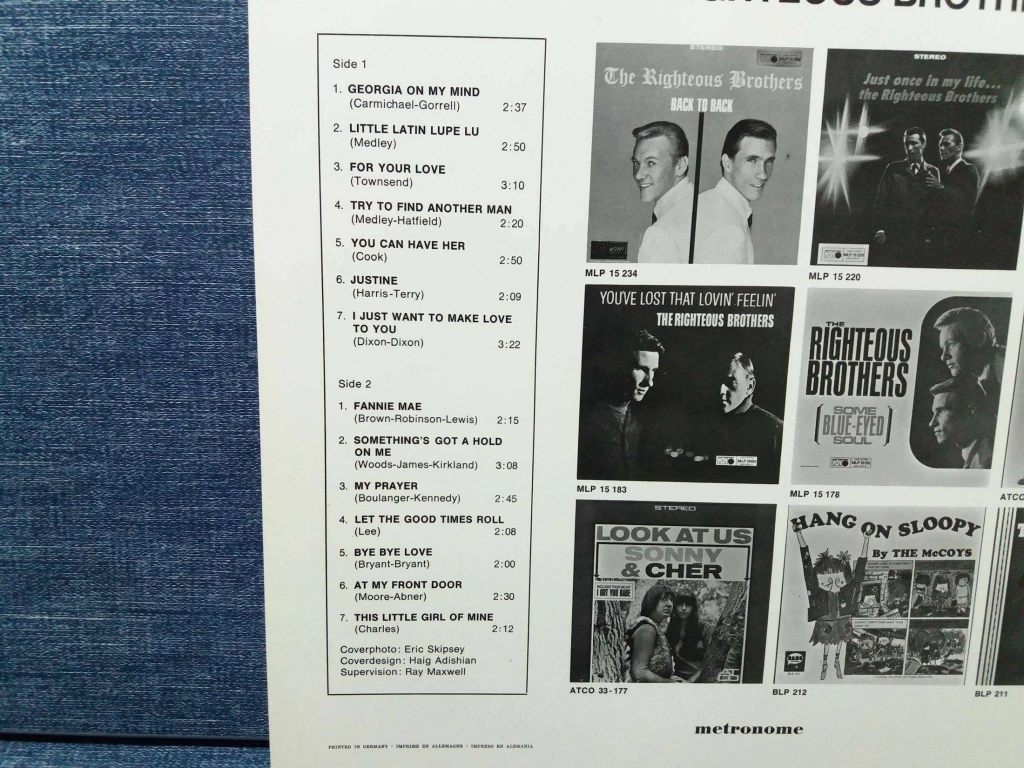 RIGHTEOUS BROTH
Side 1
1. GEORGIA ON MY MIND
(Carmichael-Gorrell) 2:37
2. LITTLE LATIN LUPE LU
(Medley) 2:50
3. FOR YOUR LOVE
(Townsend) 3:10
4. TRY TO FIND ANOTHER MAN
(Medley-Hatfield) 2:20
5. YOU CAN HAVE HER
(Cook) 2:50
6. JUSTINE
(Harris-Terry) 2:09
7. I JUST WANT TO MAKE LOVE
TO YOU
(Dixon-Dixon) 3:22
Side 2
1. FANNIE MAE
(Brown-Robinson-Lewis) 2:15
2. SOMETHING'S GOT A HOLD
ON ME
(Woods-James-Kirkland) 3:08
3. MY PRAYER
(Boulanger-Kennedy) 2:45
4. LET THE GOOD TIMES ROLL
(Lee) 2:08
5. BYE BYE LOVE
(Bryant-Bryant) 2:00
6. AT MY FRONT DOOR
(Moore-Abner) 2:30
7. THIS LITTLE GIRL OF MINE
(Charles) 2:12
Coverphoto: Eric Skipsey
Coverdesign: Haig Adishian
Supervision: Ray Maxwell
PRINTED IN GERMANY - IMPRIMÉ EN ALLEMAGNE - IMPRESO EN ALEMANIA
STEREO
The Righteous Brothers
BACK TO BACK
MLP 15 234
STEREO
Just once in my life...
the Righteous Brothers
MLP 15 220
YOU'VE LOST THAT LOVIN' FEELIN'
THE RIGHTEOUS BROTHERS
MLP 15 183
THE
RIGHTEOUS
BROTHERS
SOME
BLUE-EYED
SOUL
MLP 15 178
ATCO
STEREO
LOOK AT US
SONNY
& CHER
I GOT YOU BABE
ATCO 33-177
HANG ON SLOOPY
By THE McCOYS
BANG
BLP 212
BLP 211
metronome